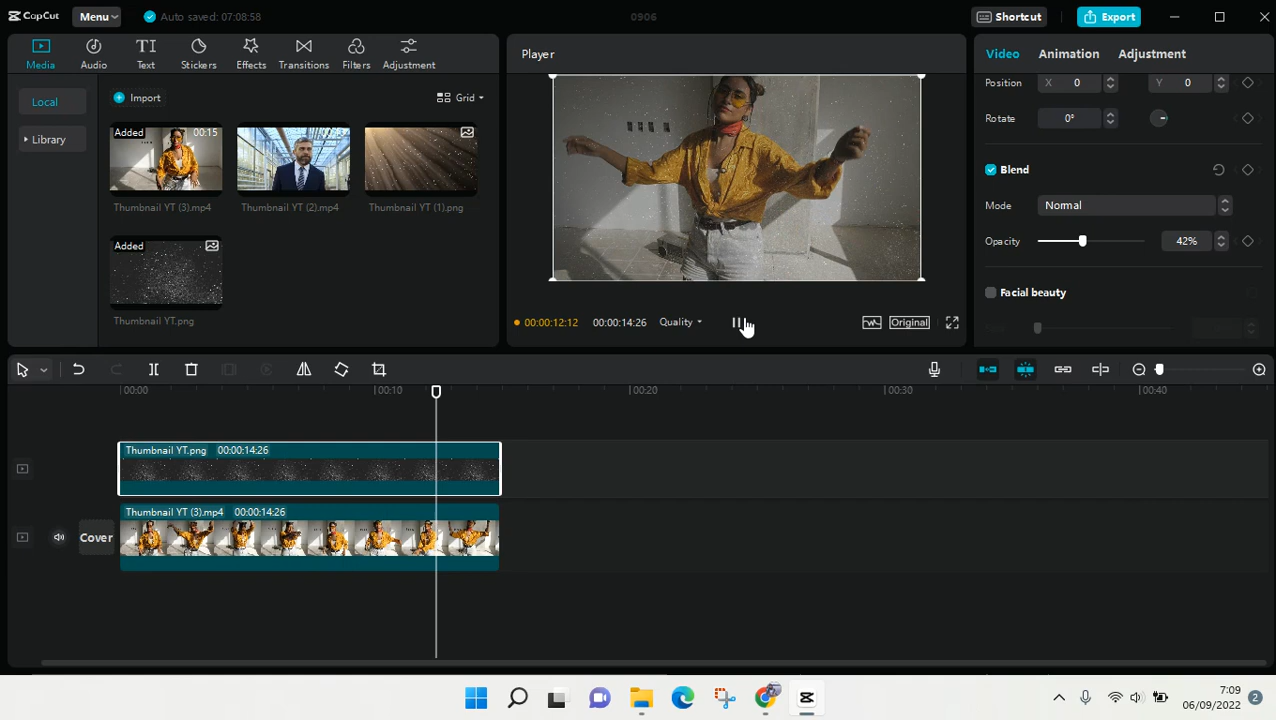 CapCut
Menu
Auto saved: 07:08:58
0906
Shortcut
Export
Media
Audio
Text
Stickers
Effects
Transitions
Filters
Adjustment
Local
Library
Import
Grid
Added
00:15
Thumbnail YT (3).mp4
Thumbnail YT (2).mp4
Thumbnail YT (1).png
Added
Thumbnail YT.png
Player
00:00:12:12
00:00:14:26
Quality
Original
Video
Animation
Adjustment
Position
X 0
Y 0
Rotate
0°
Blend
Mode
Normal
Opacity
42%
Facial beauty
00:00
00:10
00:20
00:30
00:40
Thumbnail YT.png 00:00:14:26
Thumbnail YT (3).mp4 00:00:14:26
Cover
7:09
06/09/2022
2